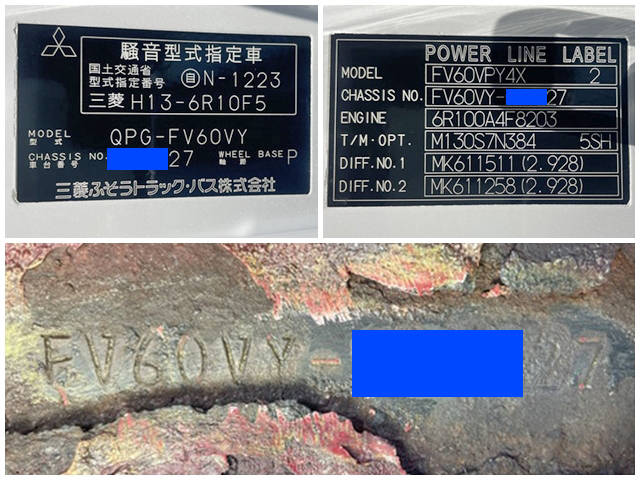 騒音型式指定車
国土交通省
型式指定番号 自N-1223
三菱 H13-6R10F5
MODEL
型式 QPG-FV60VY
CHASSIS NO.
車台番号 27 WHEEL BASE
軸距 P
三菱ふそうトラック・バス株式会社
POWER LINE LABEL
MODEL FV60VPY4X 2
CHASSIS NO. FV60VY- 27
ENGINE 6R100A4F8203
T/M·OPT. M130S7N384 5SH
DIFF.NO.1 MK611511(2.928)
DIFF.NO.2 MK611258(2.928)
FV60VY- 27